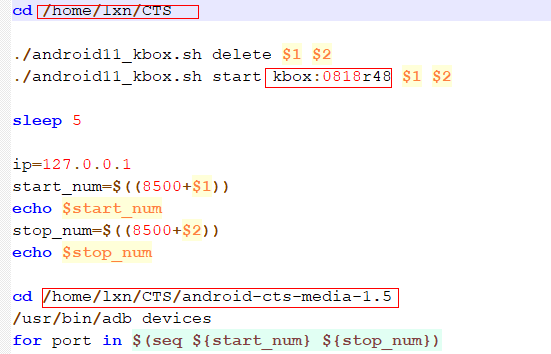 cd /home/lxn/CTS
./android11_kbox.sh delete $1 $2
./android11_kbox.sh start kbox:0818r48 $1 $2
sleep 5
ip=127.0.0.1
start_num=$((8500+$1))
echo $start_num
stop_num=$((8500+$2))
echo $stop_num
cd /home/lxn/CTS/android-cts-media-1.5
/usr/bin/adb devices
for port in $(seq ${start_num} ${stop_num})